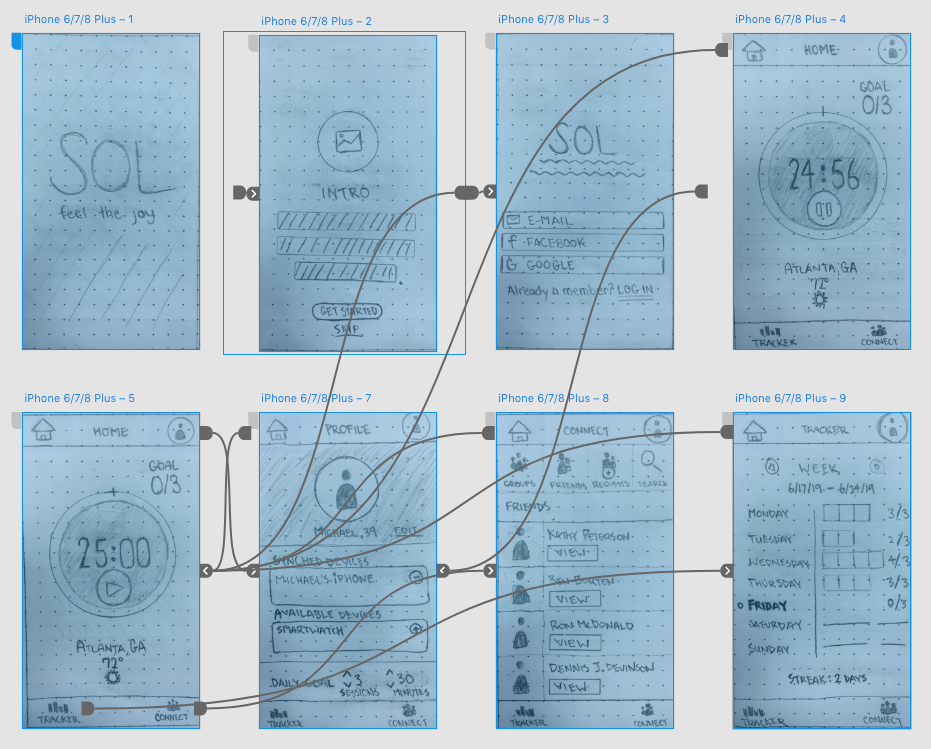 iPhone 6/7/8 Plus – 1
SOL
feel the joy
iPhone 6/7/8 Plus – 2
INTRO
GET STARTED
SKIP
iPhone 6/7/8 Plus – 3
SOL
E-MAIL
f FACEBOOK
G GOOGLE
Already a member? LOG IN
iPhone 6/7/8 Plus – 4
HOME
GOAL
0/3
24:56
ATLANTA, GA
72°
TRACKER CONNECT
iPhone 6/7/8 Plus – 5
HOME
GOAL
0/3
25:00
ATLANTA, GA
72°
TRACKER CONNECT
iPhone 6/7/8 Plus – 7
PROFILE
MICHAEL, 39 EDIT
SYNCHED DEVICES
MICHAEL'S iPHONE
AVAILABLE DEVICES
SMARTWATCH
DAILY GOAL 3 30
SESSIONS MINUTES
TRACKER CONNECT
iPhone 6/7/8 Plus – 8
CONNECT
GROUPS FRIENDS REQUESTS SEARCH
FRIENDS
KATHY PETERSON
VIEW
BEN BURTON
VIEW
RON McDONALD
VIEW
DENNIS J. DEVINSON
VIEW
TRACKER CONNECT
iPhone 6/7/8 Plus – 9
TRACKER
WEEK
6/17/19 – 6/24/19
MONDAY 3/3
TUESDAY 2/3
WEDNESDAY 4/3
THURSDAY 3/3
FRIDAY 0/3
SATURDAY
SUNDAY
STREAK: 2 DAYS
TRACKER CONNECT